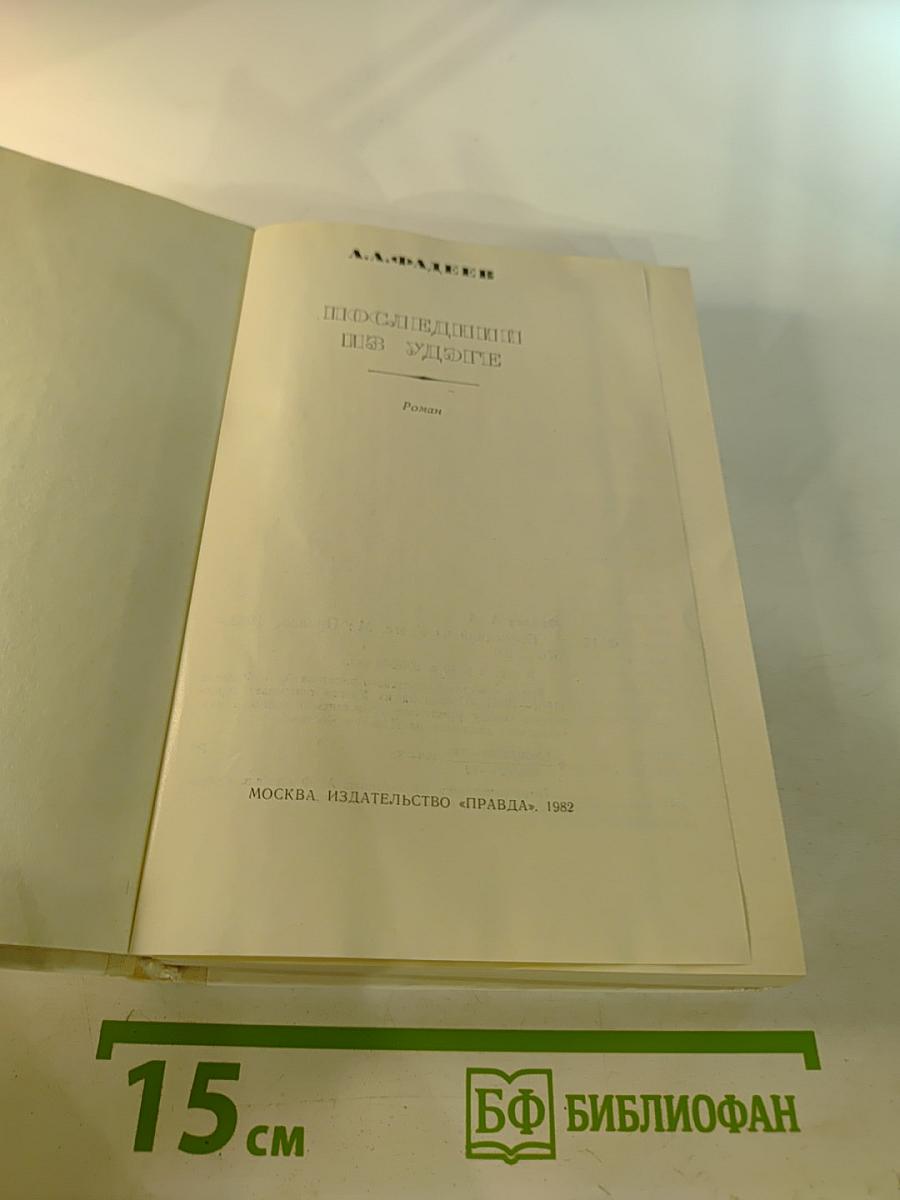 А.А.ФАДЕЕВ
ПОСЛЕДНИЙ
ИЗ УДЭГЕ
Роман
МОСКВА. ИЗДАТЕЛЬСТВО «ПРАВДА». 1982
15 см
БФ БИБЛИОФАН